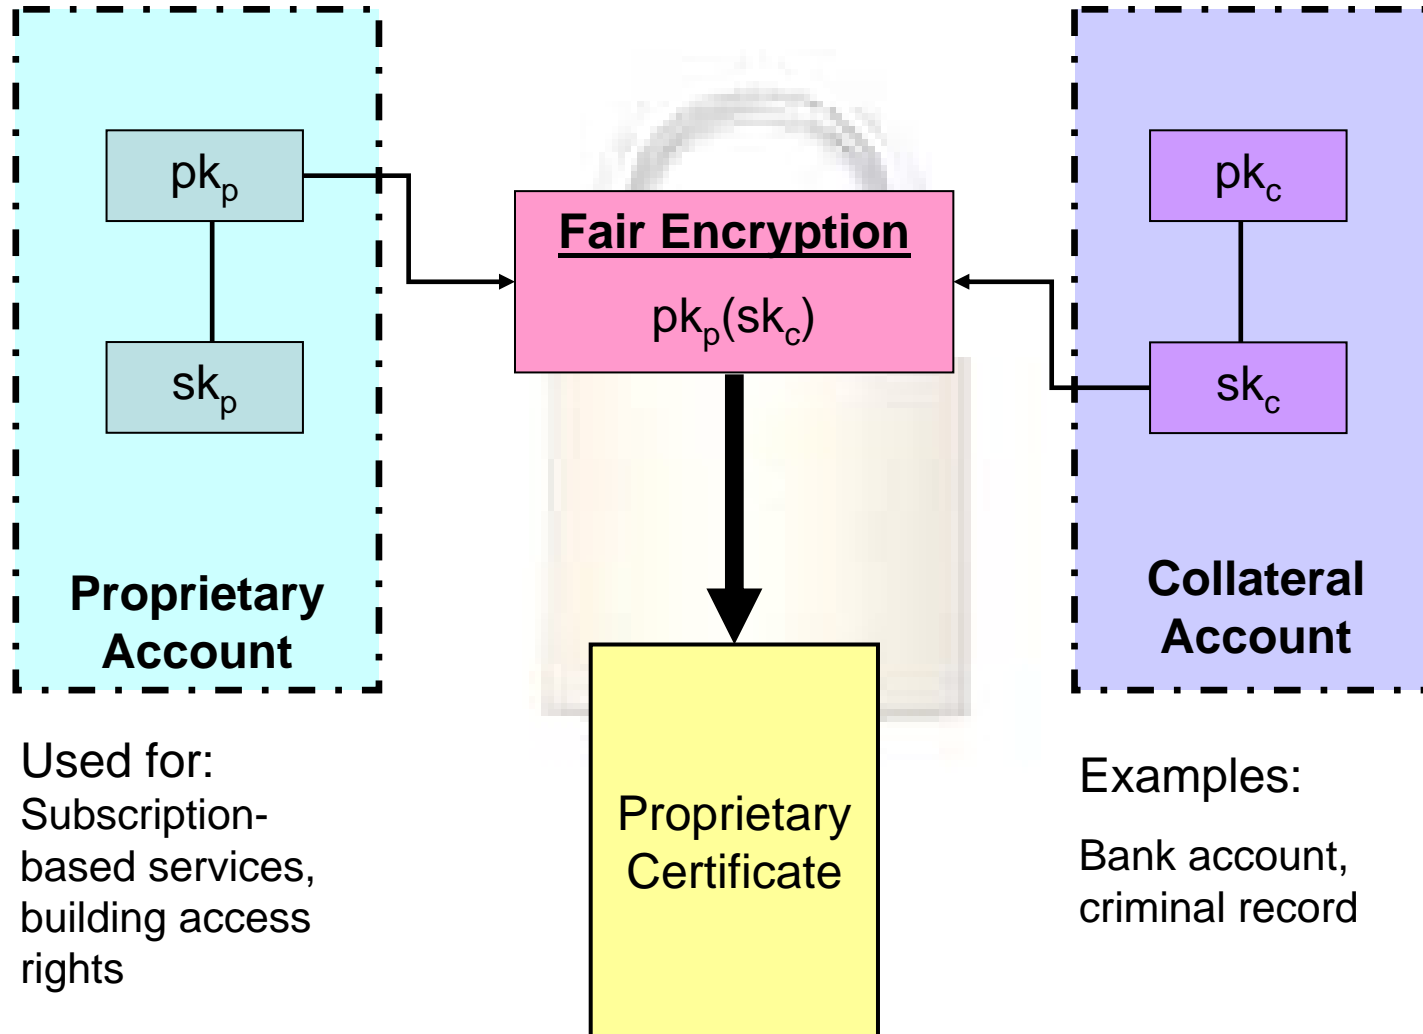 pkp
skp
Proprietary
Account
Used for:
Subscription-
based services,
building access
rights
Fair Encryption
pkp(skc)
Proprietary
Certificate
pkc
skc
Collateral
Account
Examples:
Bank account,
criminal record